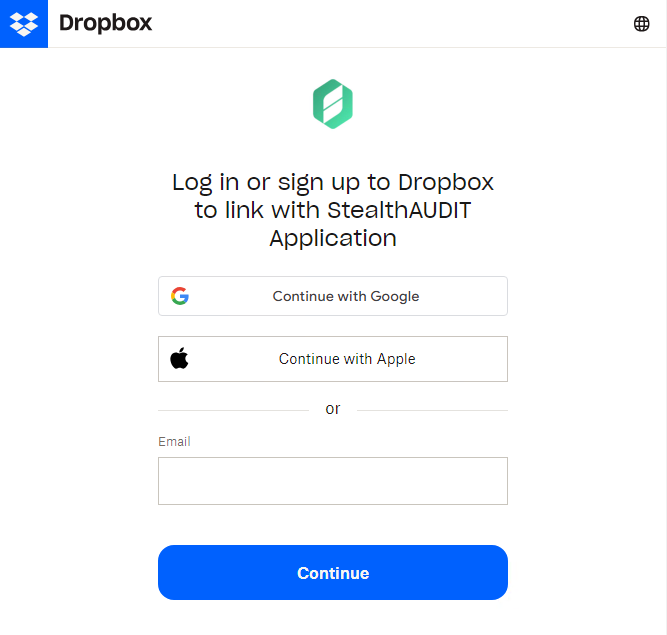 Dropbox
Log in or sign up to Dropbox
to link with StealthAUDIT
Application
Continue with Google
Continue with Apple
or
Email
Continue